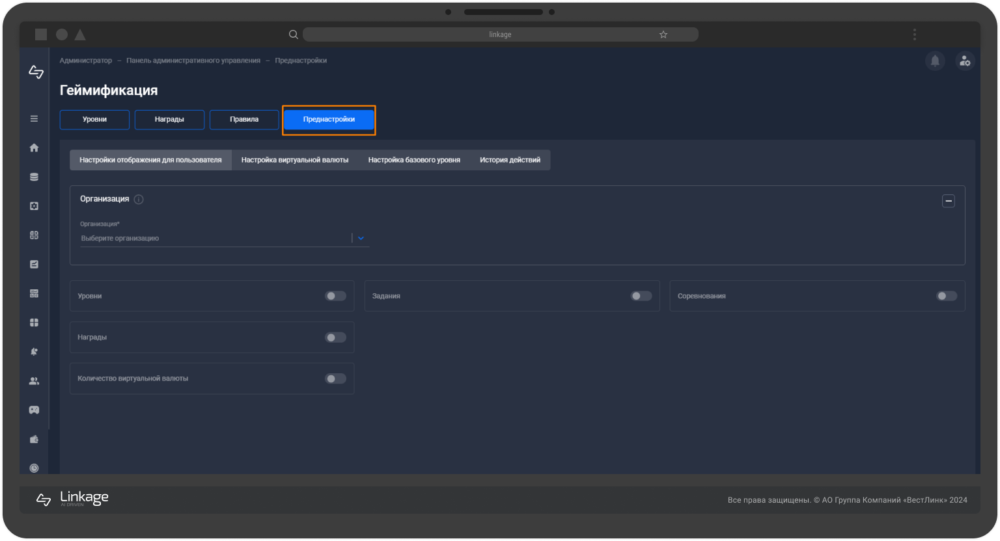 linkage
Администратор – Панель административного управления – Преднастройки
Геймификация
Уровни Награды Правила Преднастройки
Настройки отображения для пользователя Настройка виртуальной валюты Настройка базового уровня История действий
Организация
Организация*
Выберите организацию
Уровни Задания Соревнования
Награды
Количество виртуальной валюты
Linkage
AI DRIVEN
Все права защищены. © АО Группа Компаний «ВестЛинк» 2024